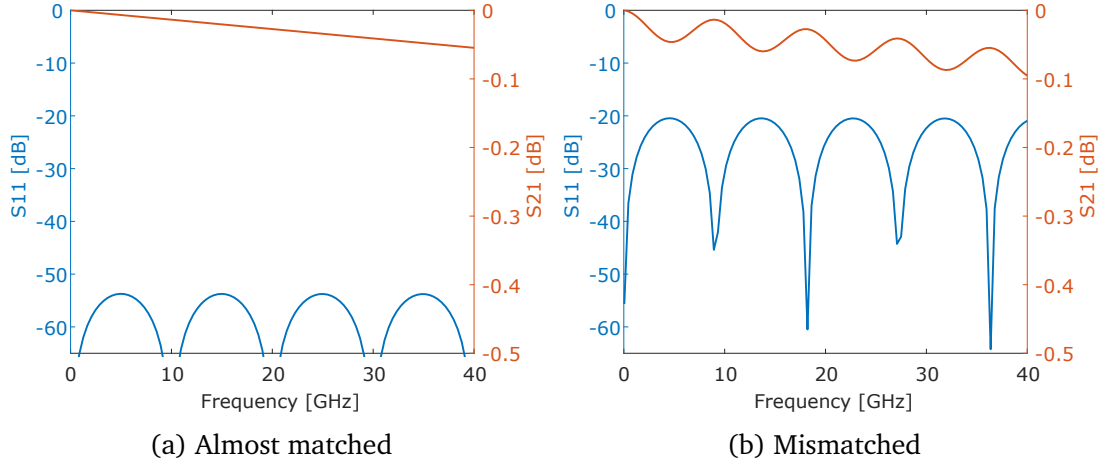 0
-10
-20
-30
-40
-50
-60
S11 [dB]
0
-0.1
-0.2
-0.3
-0.4
-0.5
S21 [dB]
0 10 20 30 40
Frequency [GHz]
(a) Almost matched
0
-10
-20
-30
-40
-50
-60
S11 [dB]
0
-0.1
-0.2
-0.3
-0.4
-0.5
S21 [dB]
0 10 20 30 40
Frequency [GHz]
(b) Mismatched